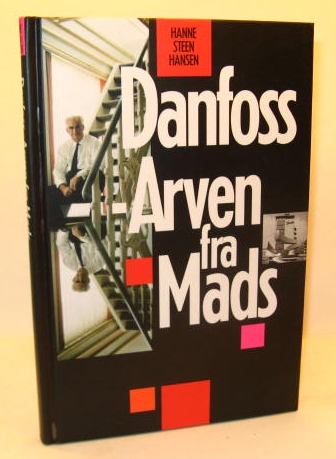 HANNE
STEEN
HANSEN
Danfoss
-Arven
fra
Mads